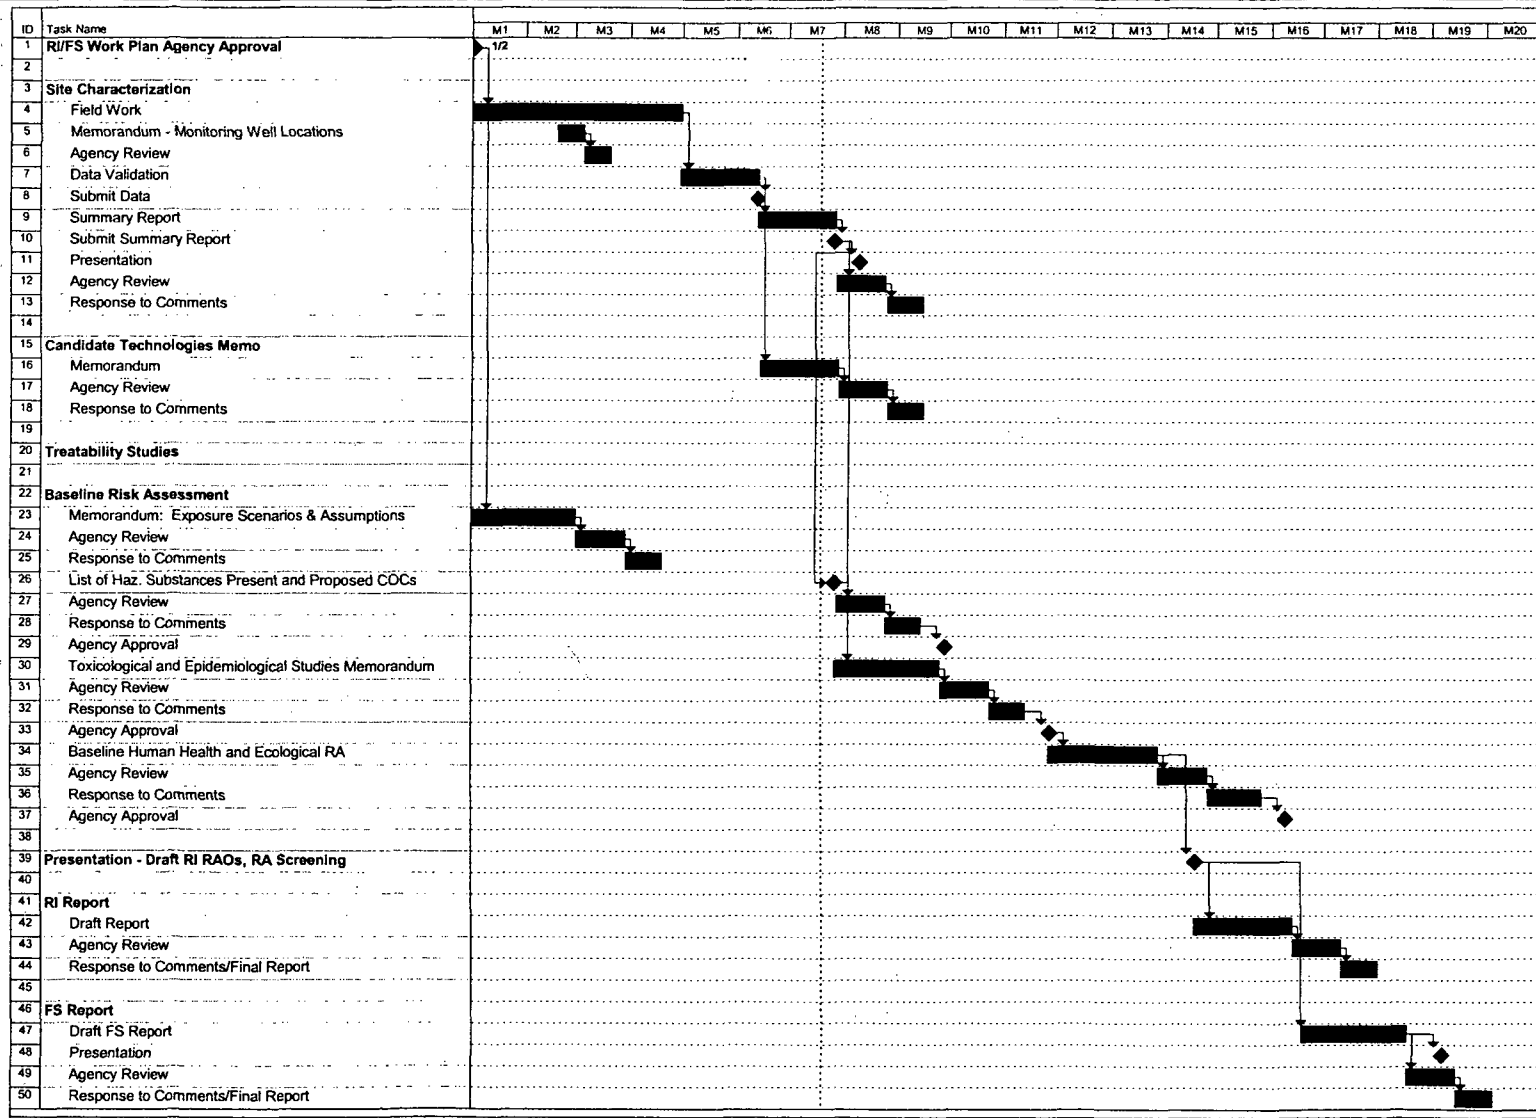 ID Task Name M1 M2 M3 M4 M5 M6 M7 M8 M9 M10 M11 M12 M13 M14 M15 M16 M17 M18 M19 M20
1 RI/FS Work Plan Agency Approval 1/2
2
3 Site Characterization
4 Field Work
5 Memorandum - Monitoring Well Locations
6 Agency Review
7 Data Validation
8 Submit Data
9 Summary Report
10 Submit Summary Report
11 Presentation
12 Agency Review
13 Response to Comments
14
15 Candidate Technologies Memo
16 Memorandum
17 Agency Review
18 Response to Comments
19
20 Treatability Studies
21
22 Baseline Risk Assessment
23 Memorandum: Exposure Scenarios & Assumptions
24 Agency Review
25 Response to Comments
26 List of Haz. Substances Present and Proposed COCs
27 Agency Review
28 Response to Comments
29 Agency Approval
30 Toxicological and Epidemiological Studies Memorandum
31 Agency Review
32 Response to Comments
33 Agency Approval
34 Baseline Human Health and Ecological RA
35 Agency Review
36 Response to Comments
37 Agency Approval
38
39 Presentation - Draft RI RAOs, RA Screening
40
41 RI Report
42 Draft Report
43 Agency Review
44 Response to Comments/Final Report
45
46 FS Report
47 Draft FS Report
48 Presentation
49 Agency Review
50 Response to Comments/Final Report